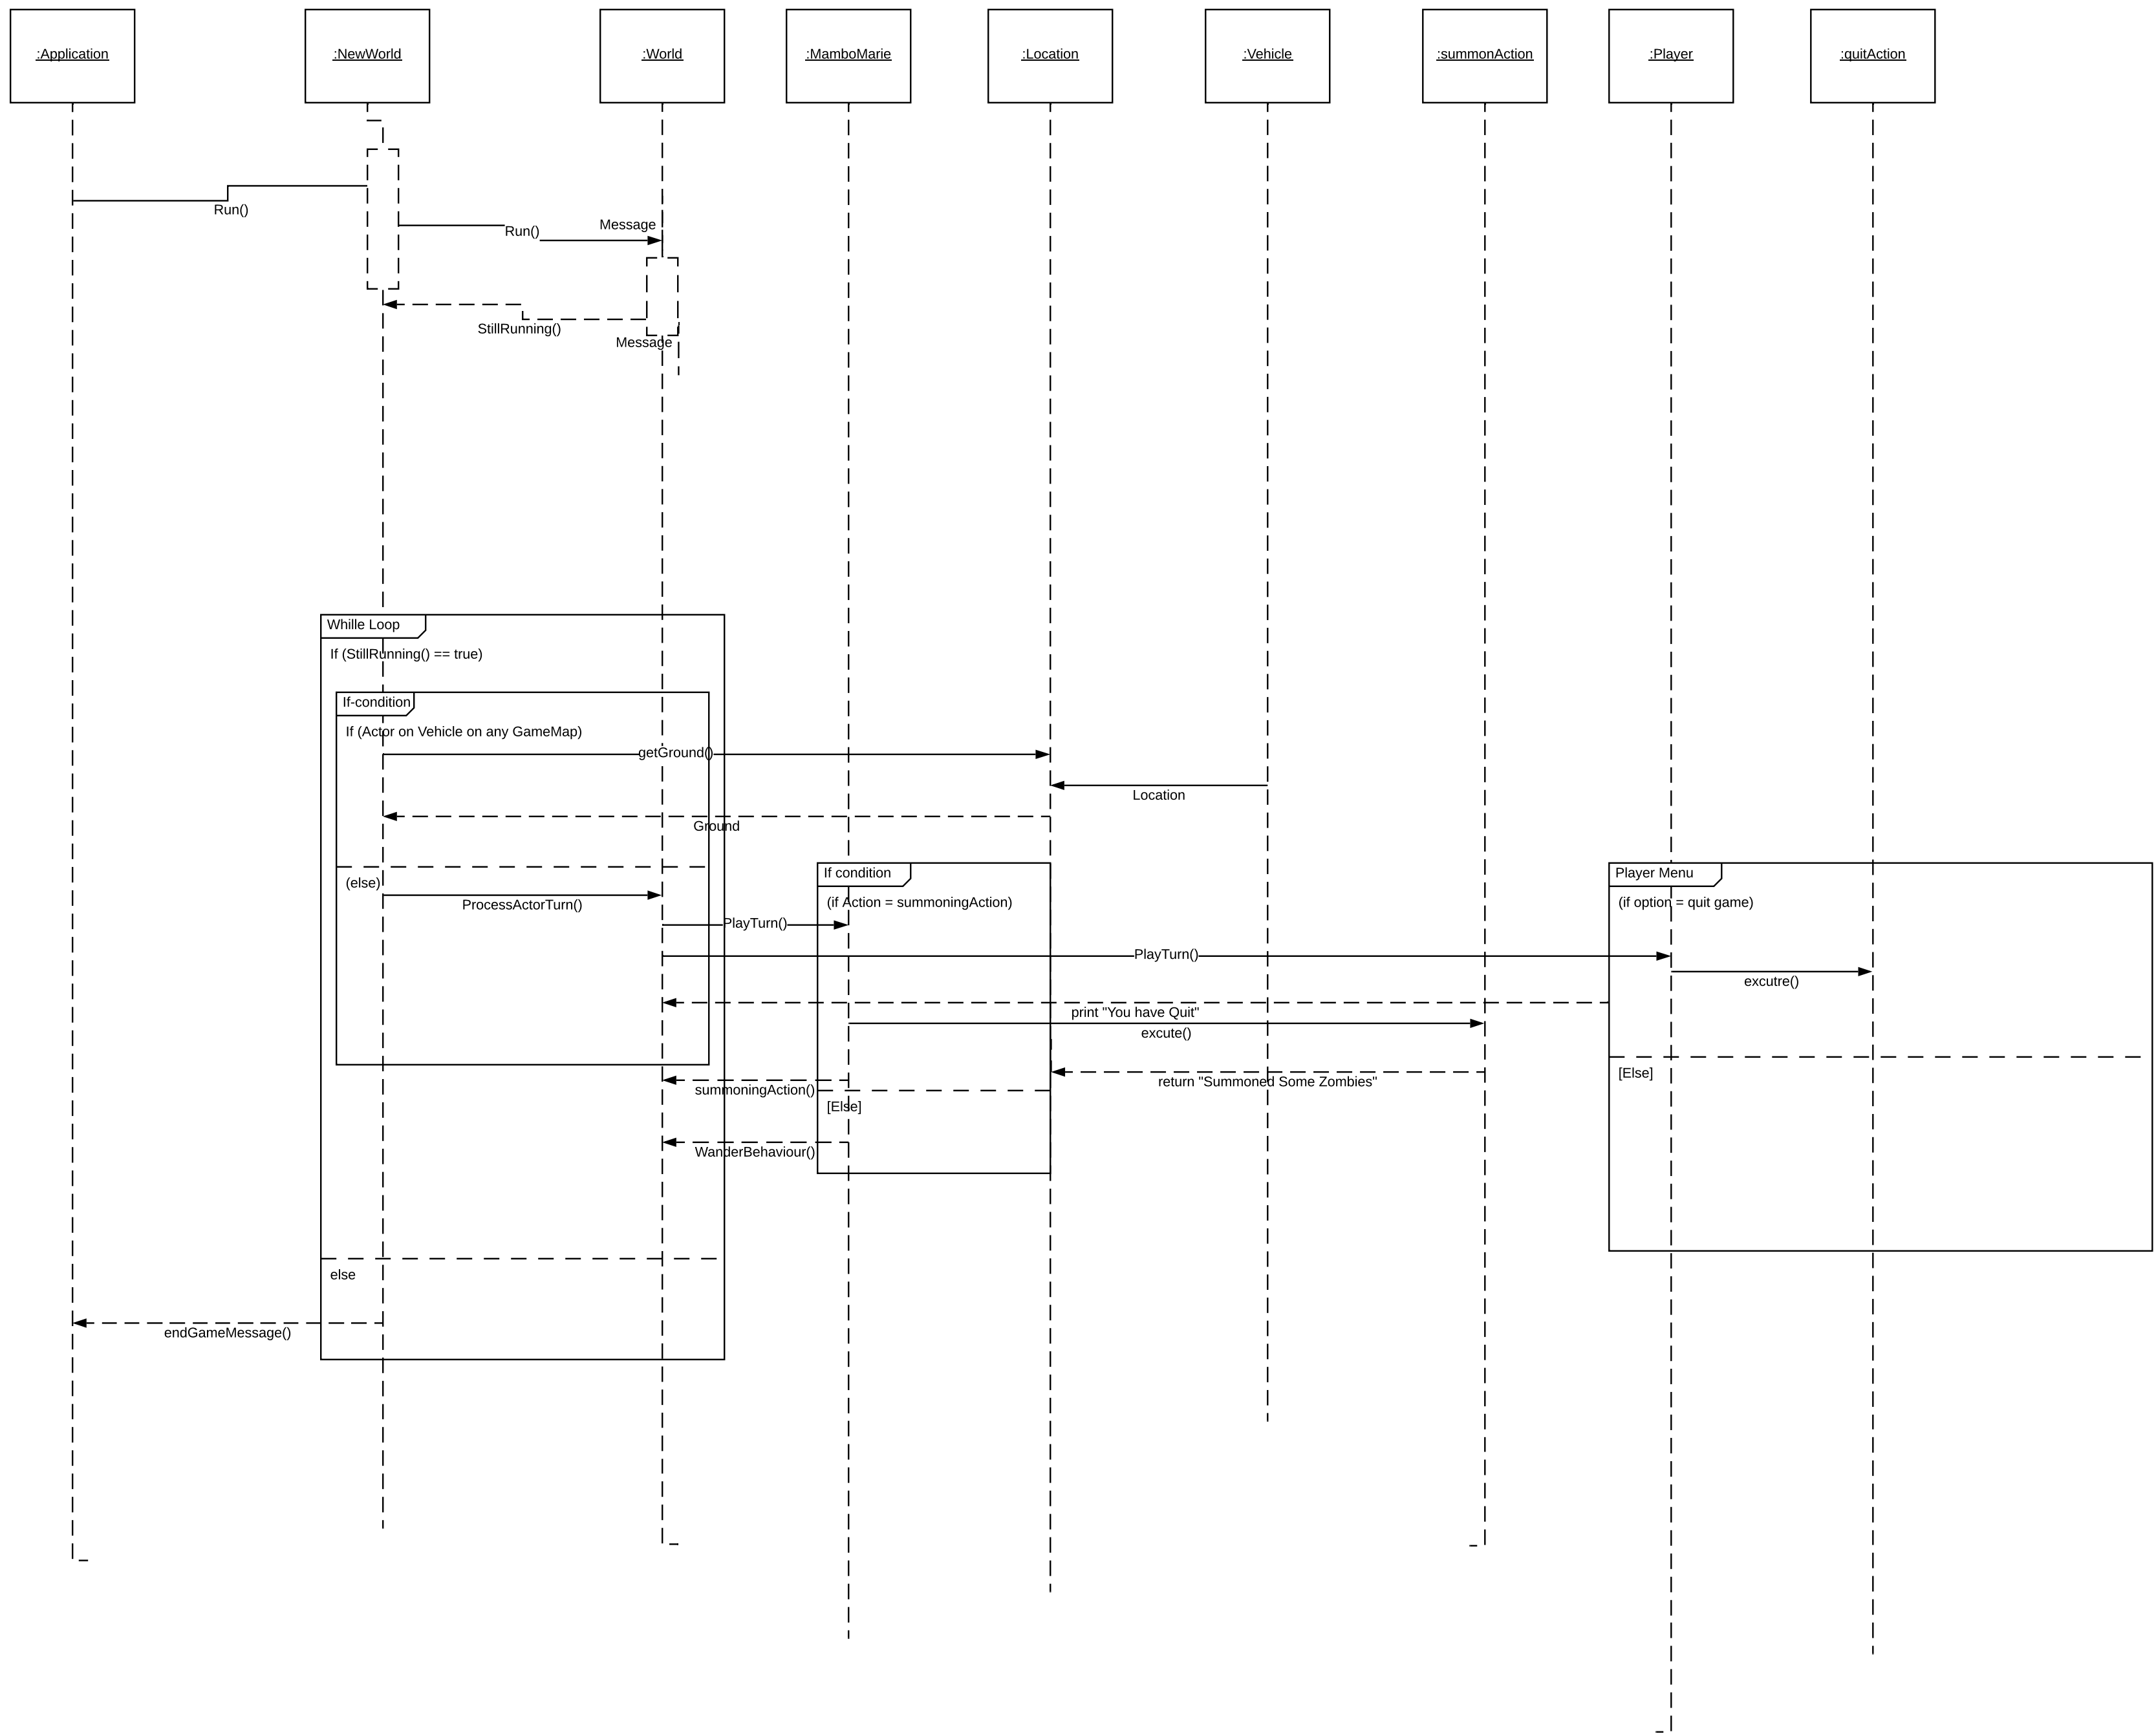 :Application
:NewWorld
:World
:MamboMarie
:Location
:Vehicle
:summonAction
:Player
:quitAction
Run()
Run()
Message
StillRunning()
Message
Whille Loop
If (StillRunning() == true)
If-condition
If (Actor on Vehicle on any GameMap)
getGround()
Location
Ground
(else)
ProcessActorTurn()
If condition
(if Action = summoningAction)
PlayTurn()
Player Menu
(if option = quit game)
PlayTurn()
excutre()
print "You have Quit"
excute()
return "Summoned Some Zombies"
[Else]
summoningAction()
[Else]
WanderBehaviour()
else
endGameMessage()